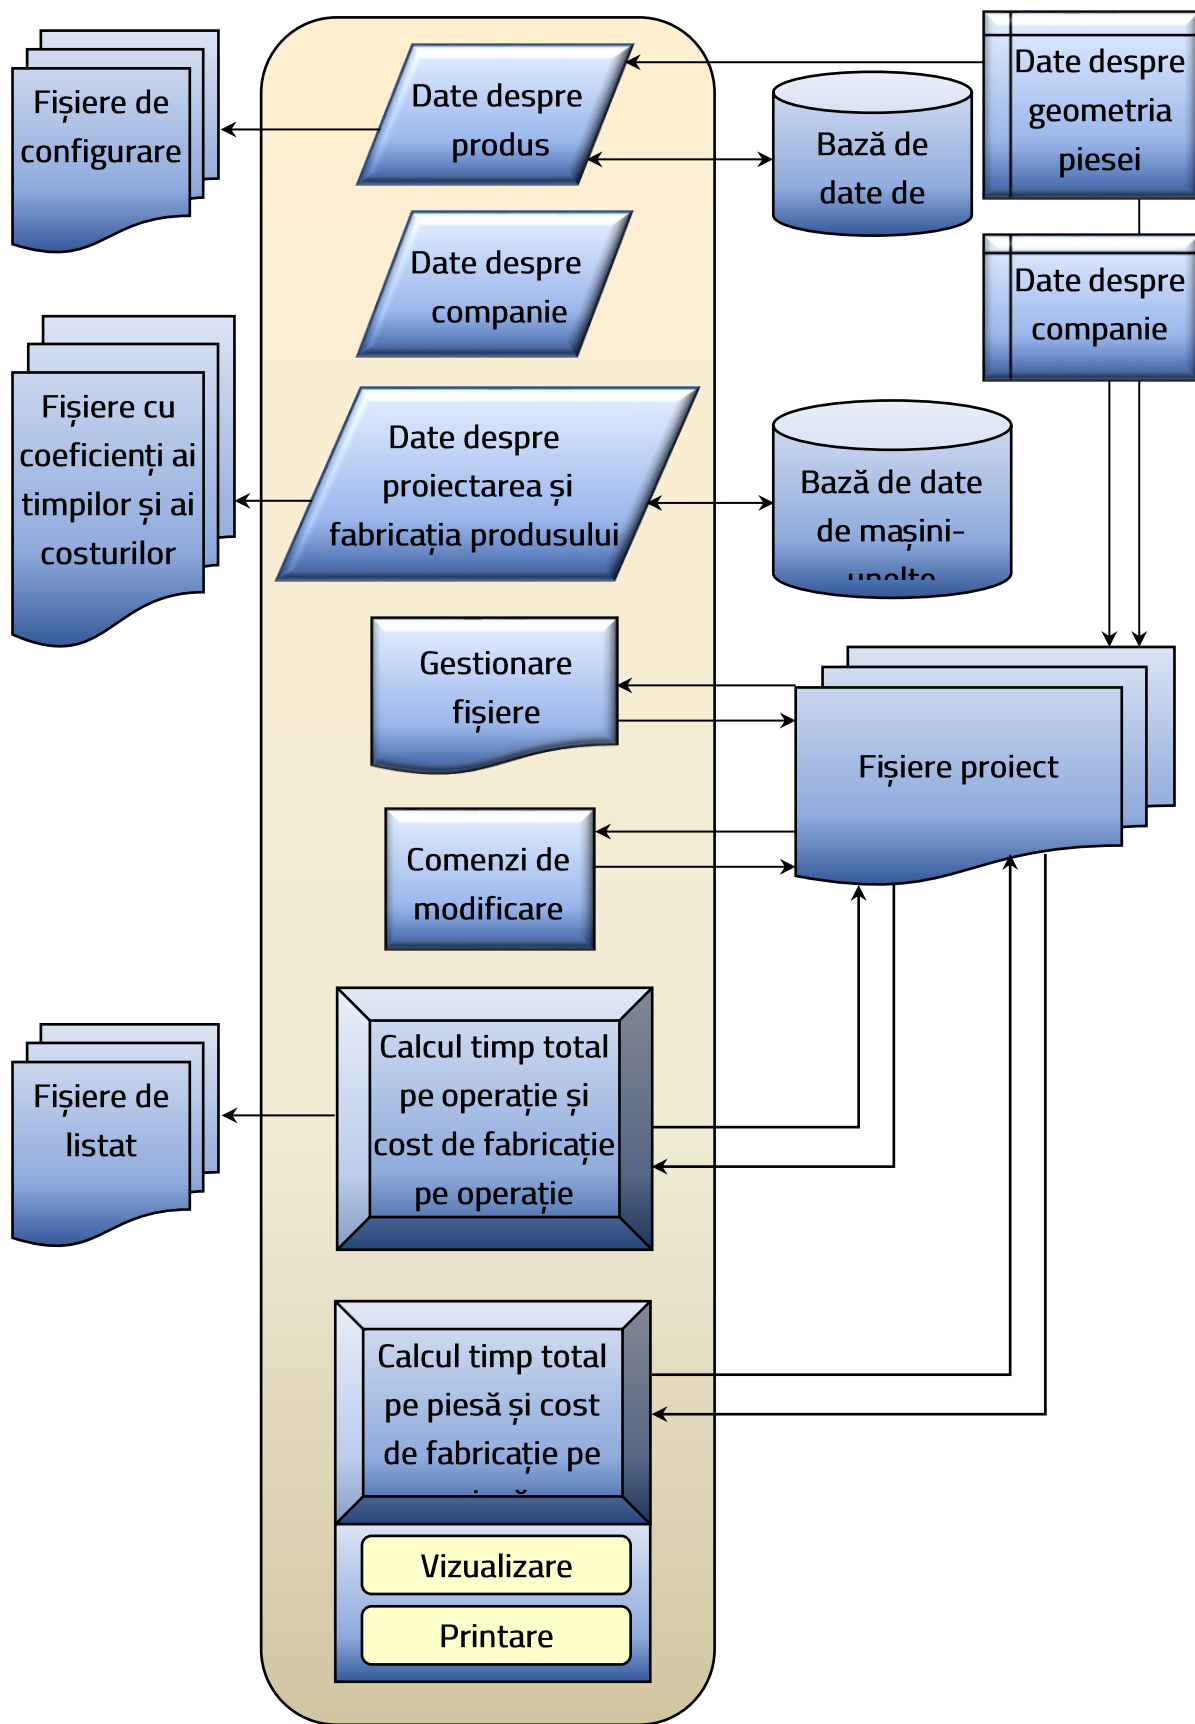 Fișiere de
configurare
Date despre
produs
Bază de
date de
Date despre
geometria
piesei
Date despre
companie
Date despre
companie
Fișiere cu
coeficienți ai
timpilor și ai
costurilor
Date despre
proiectarea și
fabricația produsului
Bază de date
de mașini-
unelte
Gestionare
fișiere
Fișiere proiect
Comenzi de
modificare
Fișiere de
listat
Calcul timp total
pe operație și
cost de fabricație
pe operație
Calcul timp total
pe piesă și cost
de fabricație pe
Vizualizare
Printare